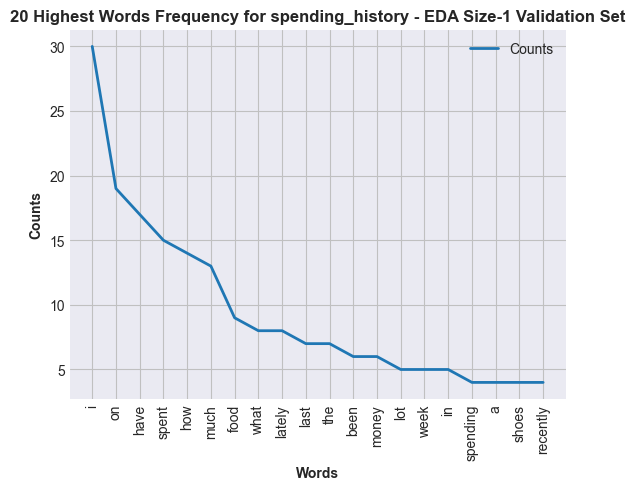 20 Highest Words Frequency for spending_history - EDA Size-1 Validation Set
Counts
30
25
20
15
10
5
Counts
i
on
have
spent
how
much
food
what
lately
last
the
been
money
lot
week
in
spending
a
shoes
recently
Words